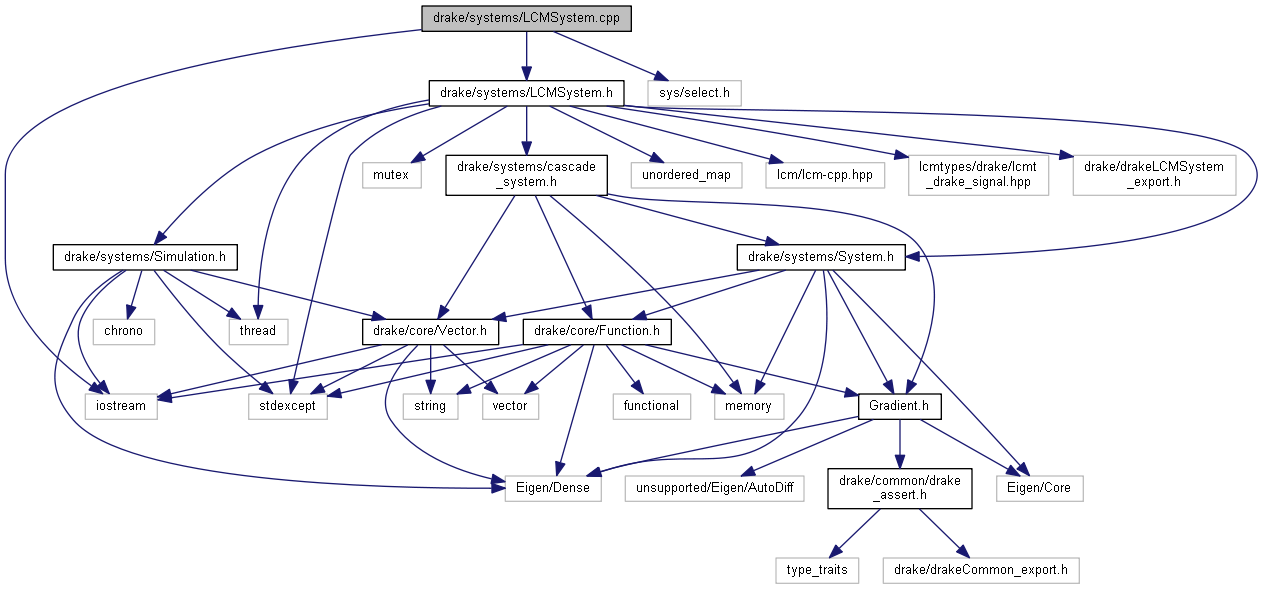 drake/systems/LCMSystem.cpp
drake/systems/LCMSystem.h
sys/select.h
mutex
drake/systems/cascade
_system.h
unordered_map
lcm/lcm-cpp.hpp
lcmtypes/drake/lcmt
_drake_signal.hpp
drake/drakeLCMSystem
_export.h
drake/systems/Simulation.h
drake/systems/System.h
chrono
thread
drake/core/Vector.h
drake/core/Function.h
iostream
stdexcept
string
vector
functional
memory
Gradient.h
Eigen/Dense
unsupported/Eigen/AutoDiff
drake/common/drake
_assert.h
Eigen/Core
type_traits
drake/drakeCommon_export.h